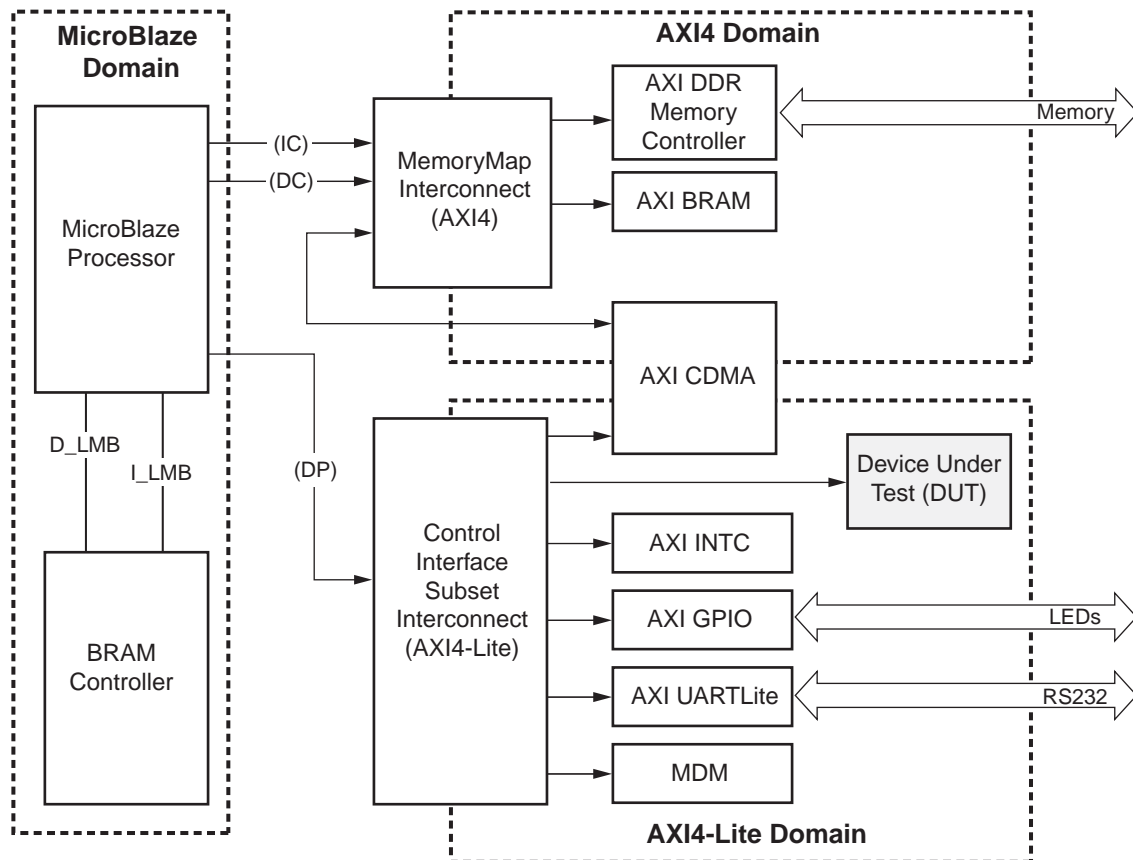 MicroBlaze
Domain
MicroBlaze
Processor
D_LMB
I_LMB
BRAM
Controller
(IC)
(DC)
(DP)
AXI4 Domain
MemoryMap
Interconnect
(AXI4)
AXI DDR
Memory
Controller
Memory
AXI BRAM
AXI CDMA
Control
Interface
Subset
Interconnect
(AXI4-Lite)
Device Under
Test (DUT)
AXI INTC
AXI GPIO
LEDs
AXI UARTLite
RS232
MDM
AXI4-Lite Domain